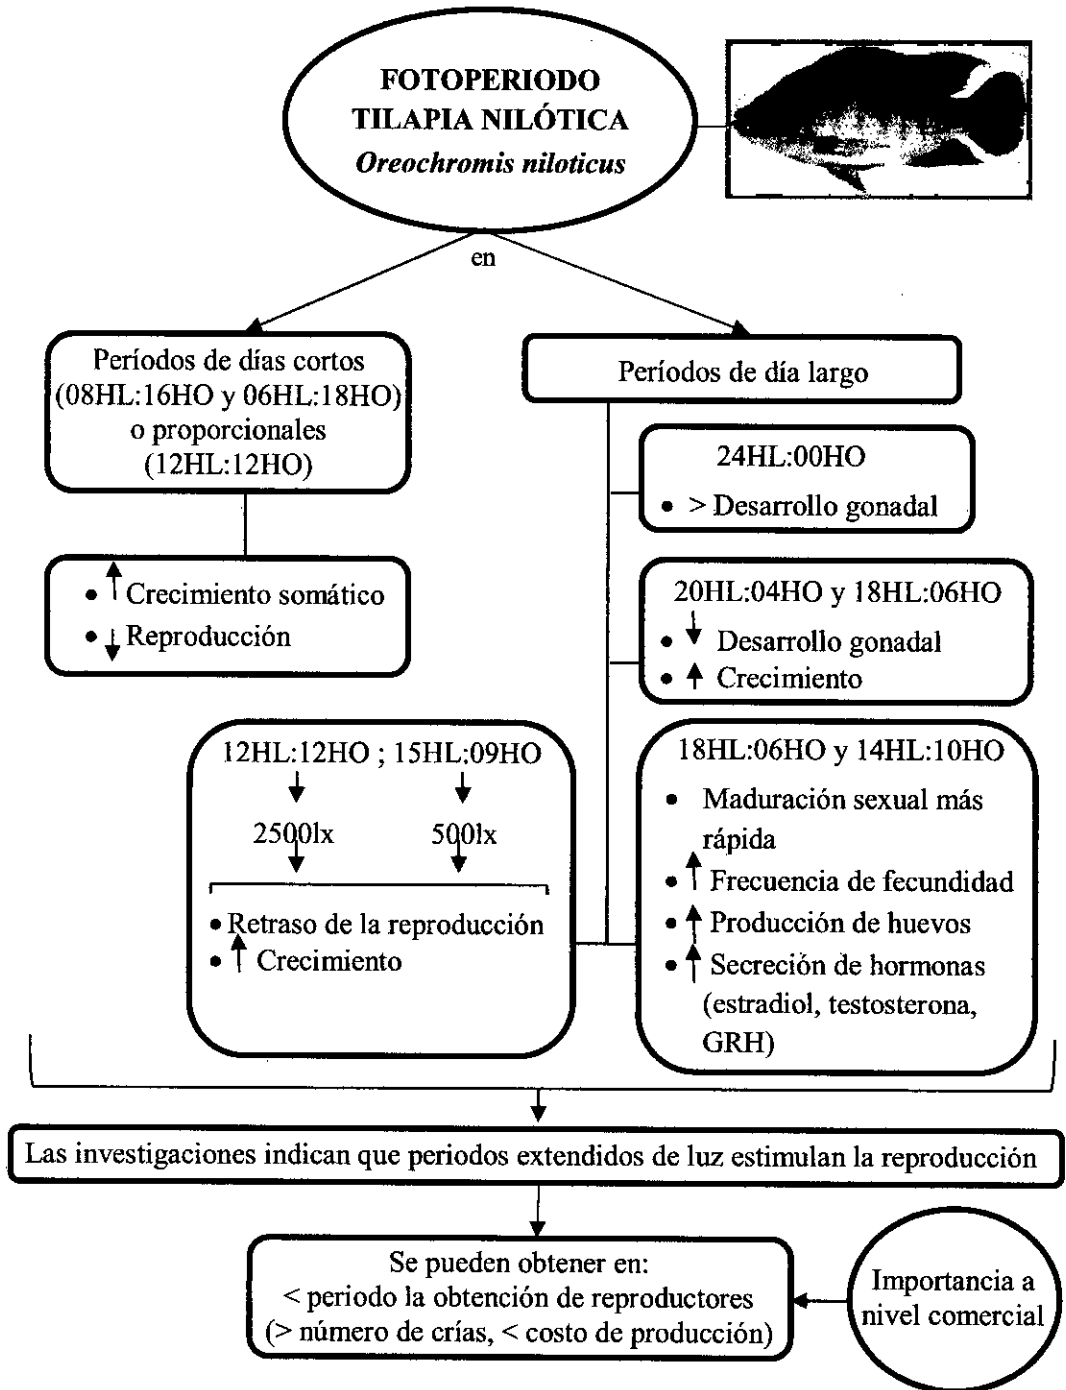 FOTOPERIODO
TILAPIA NILÓTICA
Oreochromis niloticus
en
Períodos de días cortos
(08HL:16HO y 06HL:18HO)
o proporcionales
(12HL:12HO)
Períodos de día largo
24HL:00HO
• > Desarrollo gonadal
• ↑ Crecimiento somático
• ↓ Reproducción
20HL:04HO y 18HL:06HO
• ↓ Desarrollo gonadal
• ↑ Crecimiento
12HL:12HO ; 15HL:09HO
2500lx 500lx
• Retraso de la reproducción
• ↑ Crecimiento
18HL:06HO y 14HL:10HO
• Maduración sexual más
rápida
• ↑ Frecuencia de fecundidad
• ↑ Producción de huevos
• ↑ Secreción de hormonas
(estradiol, testosterona,
GRH)
Las investigaciones indican que periodos extendidos de luz estimulan la reproducción
Se pueden obtener en:
< periodo la obtención de reproductores
(> número de crías, < costo de producción)
Importancia a
nivel comercial